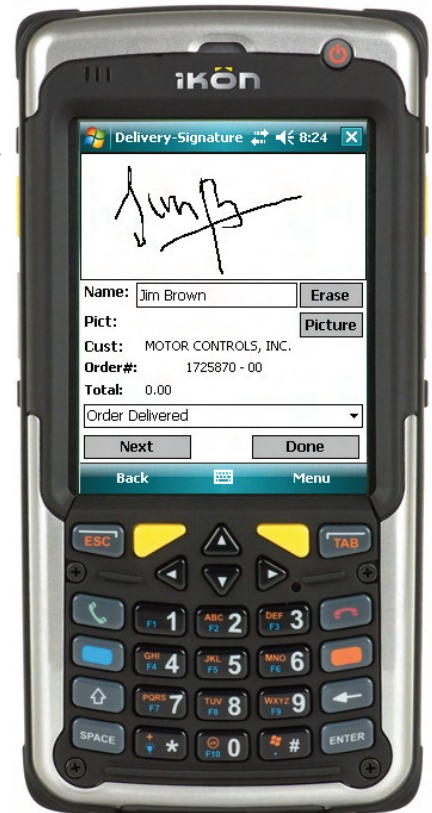 ikôn
Delivery-Signature 8:24 X
Jim B
Name: Jim Brown Erase
Pict: Picture
Cust: MOTOR CONTROLS, INC.
Order#: 1725870 - 00
Total: 0.00
Order Delivered
Next Done
Back Menu
ESC TAB
F1 1 ABC F2 2 DEF F3 3
GHI F4 4 JKL F5 5 MNO F6 6
PQRS F7 7 TUV F8 8 WXYZ F9 9
SPACE * F10 0 # ENTER